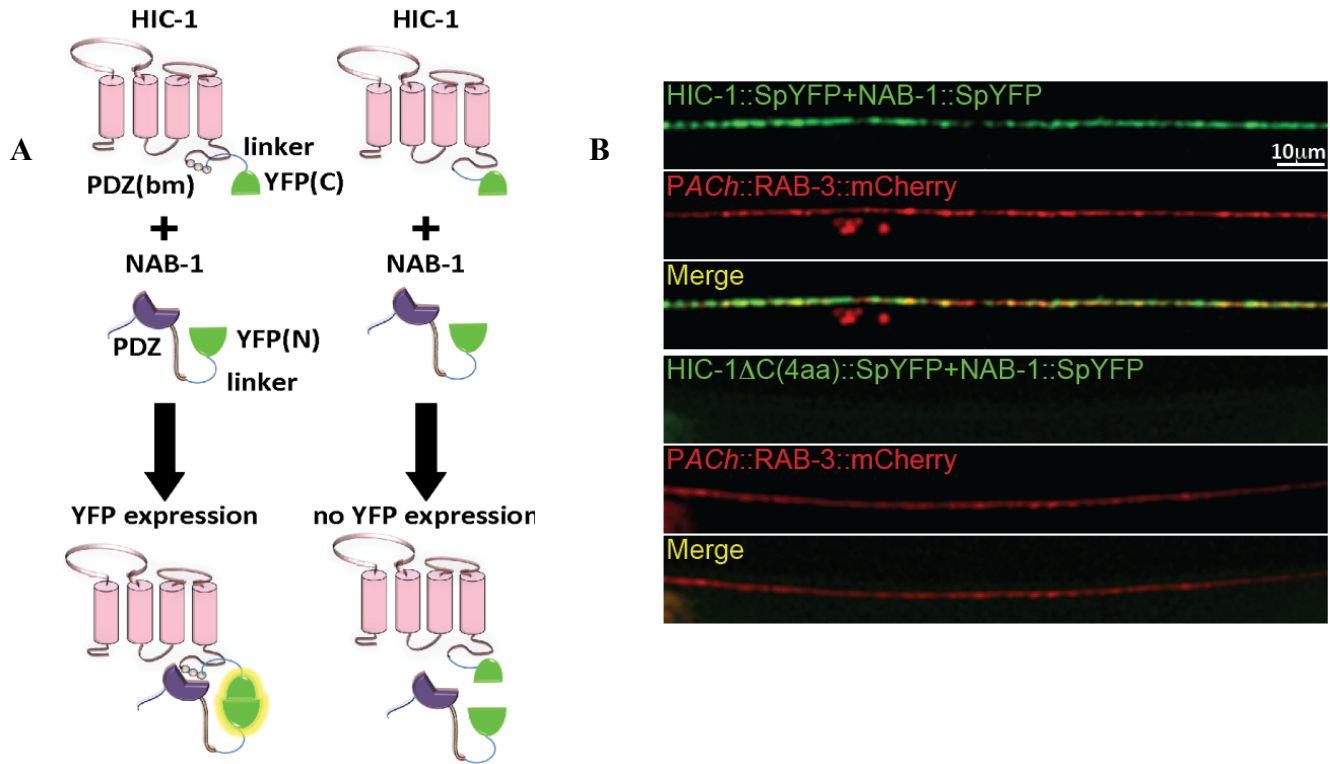 A
HIC-1
HIC-1
linker
PDZ(bm)
YFP(C)
+
+
NAB-1
NAB-1
PDZ
YFP(N)
linker
YFP expression
no YFP expression
B
HIC-1::SpYFP+NAB-1::SpYFP
10µm
PACh::RAB-3::mCherry
Merge
HIC-1ΔC(4aa)::SpYFP+NAB-1::SpYFP
PACh::RAB-3::mCherry
Merge